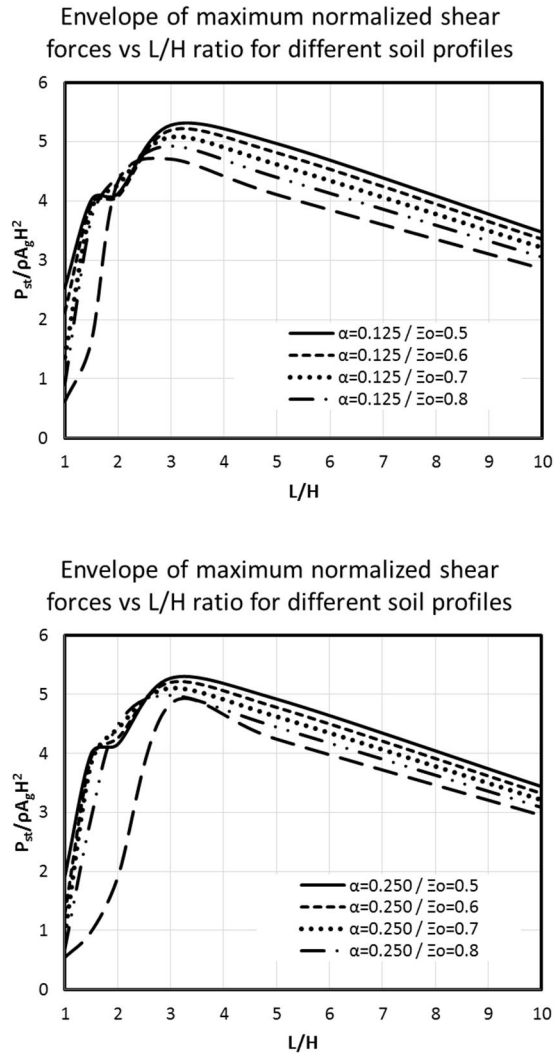 Envelope of maximum normalized shear
forces vs L/H ratio for different soil profiles
6
5
4
3
2
1
0
P_st/ρA_gH²
α=0.125 / Ξo=0.5
α=0.125 / Ξo=0.6
α=0.125 / Ξo=0.7
α=0.125 / Ξo=0.8
1 2 3 4 5 6 7 8 9 10
L/H
Envelope of maximum normalized shear
forces vs L/H ratio for different soil profiles
6
5
4
3
2
1
0
P_st/ρA_gH²
α=0.250 / Ξo=0.5
α=0.250 / Ξo=0.6
α=0.250 / Ξo=0.7
α=0.250 / Ξo=0.8
1 2 3 4 5 6 7 8 9 10
L/H